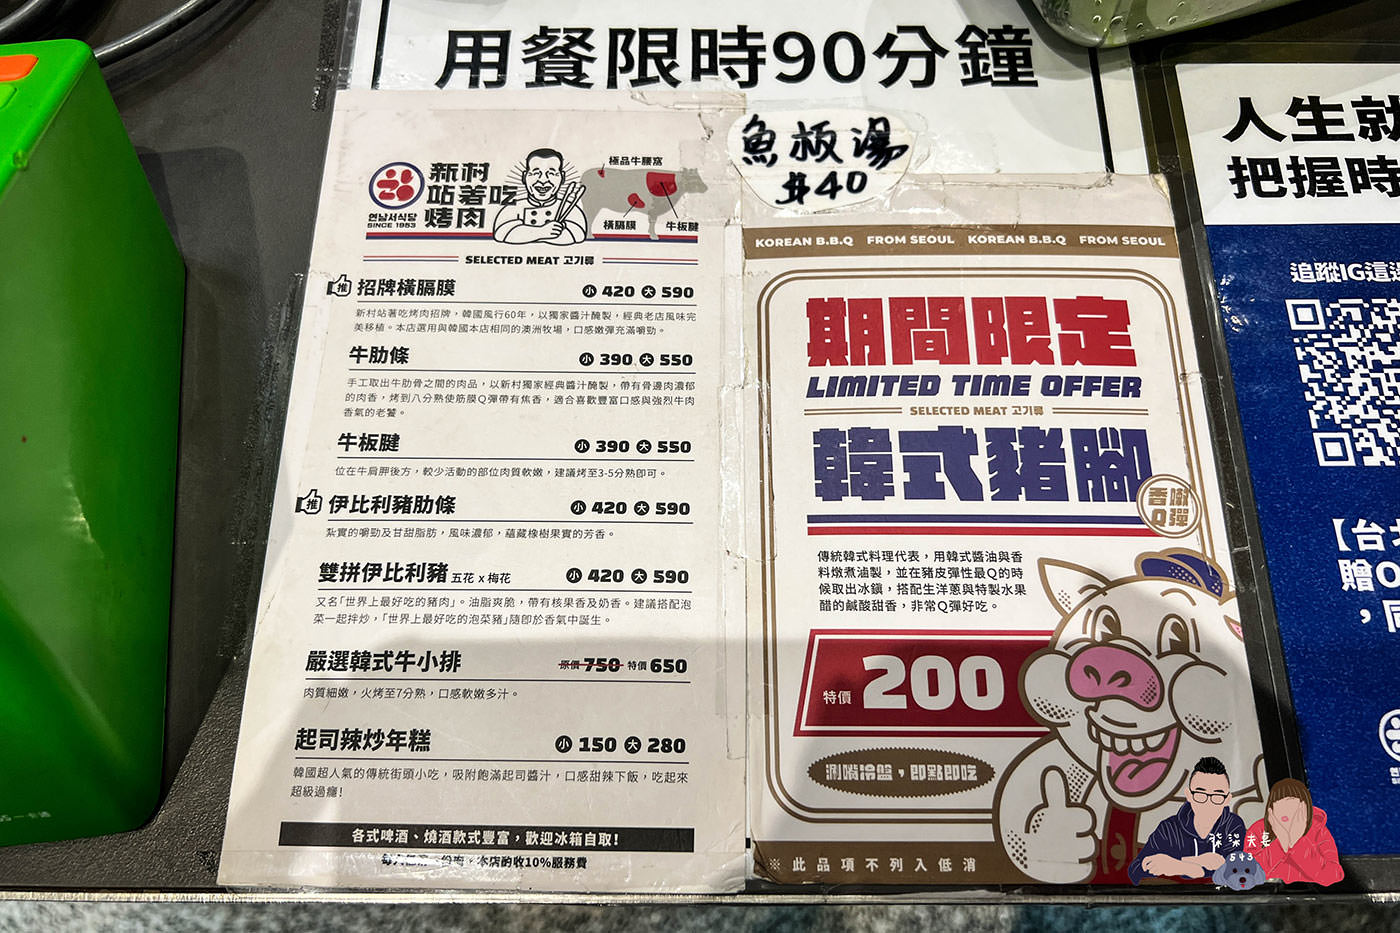 用餐限時90分鐘
魚板湯
$40
연남서식당
SINCE 1953
新村
站著吃
烤肉
極品牛腰窩
橫膈膜
牛板腱
SELECTED MEAT 고기류
推 招牌橫膈膜 小 420 大 590
新村站著吃烤肉招牌，韓國風行60年，以獨家醬汁醃製，經典老店風味完
美移植。本店選用與韓國本店相同的澳洲牧場，口感嫩彈充滿嚼勁。
牛肋條 小 390 大 550
手工取出牛肋骨之間的肉品，以新村獨家經典醬汁醃製，帶有骨邊肉濃郁
的肉香，烤到八分熟使筋膜Q彈帶有焦香，適合喜歡豐富口感與強烈牛肉
香氣的老饕。
牛板腱 小 390 大 550
位在牛肩胛後方，較少活動的部位肉質軟嫩，建議烤至3-5分熟即可。
推 伊比利豬肋條 小 420 大 590
紮實的嚼勁及甘甜脂肪，風味濃郁，蘊藏橡樹果實的芳香。
雙拼伊比利豬 五花 x 梅花 小 420 大 590
又名「世界上最好吃的豬肉」。油脂爽脆，帶有核果香及奶香。建議搭配泡
菜一起拌炒，「世界上最好吃的泡菜豬」隨即於香氣中誕生。
嚴選韓式牛小排 原價 750 特價 650
肉質細嫩，火烤至7分熟，口感軟嫩多汁。
起司辣炒年糕 小 150 大 280
韓國超人氣的傳統街頭小吃，吸附飽滿起司醬汁，口感甜辣下飯，吃起來
超級過癮！
各式啤酒、燒酒款式豐富，歡迎冰箱自取！
本店酌收10%服務費
KOREAN B.B.Q FROM SEOUL KOREAN B.B.Q FROM SEOUL
期間限定
LIMITED TIME OFFER
SELECTED MEAT 고기류
韓式豬腳
香嫩
Q彈
傳統韓式料理代表，用韓式醬油與香
料燉煮滷製，並在豬皮彈性最Q的時
候取出冰鎮，搭配生洋蔥與特製水果
醋的鹹酸甜香，非常Q彈好吃。
特價 200
涮嘴冷盤，即點即吃
※ 此品項不列入低消
人生就
把握時
追蹤IG這邊
【台北
贈O
，同
543